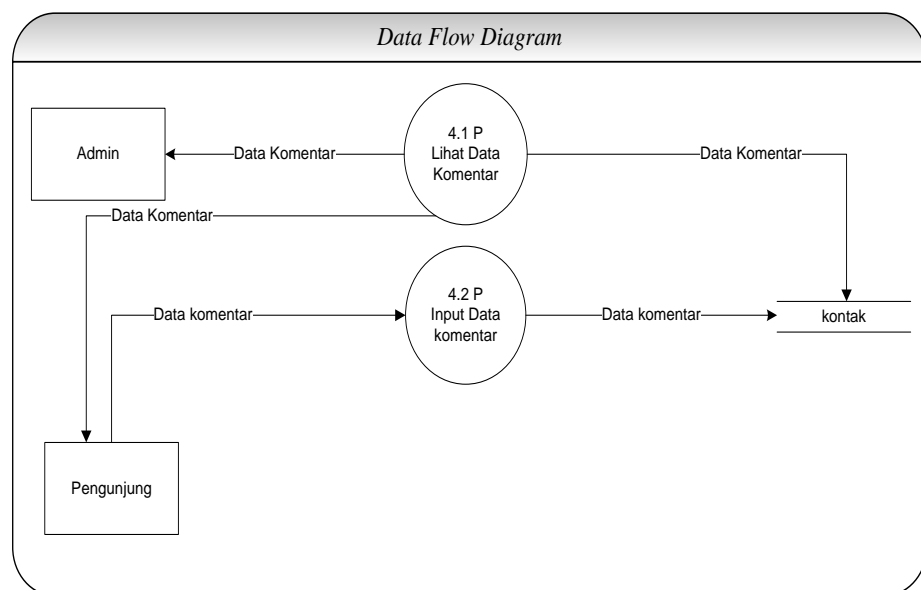 Data Flow Diagram
Admin
Data Komentar
4.1 P
Lihat Data
Komentar
Data Komentar
Data Komentar
Data komentar
4.2 P
Input Data
komentar
Data komentar
kontak
Pengunjung